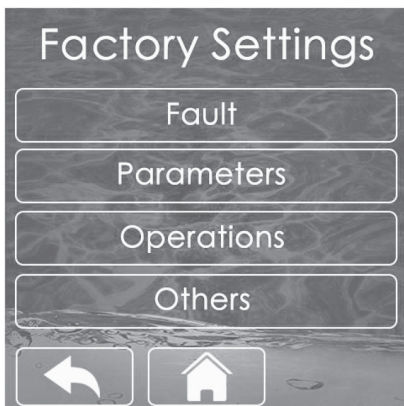 Factory Settings
Fault
Parameters
Operations
Others